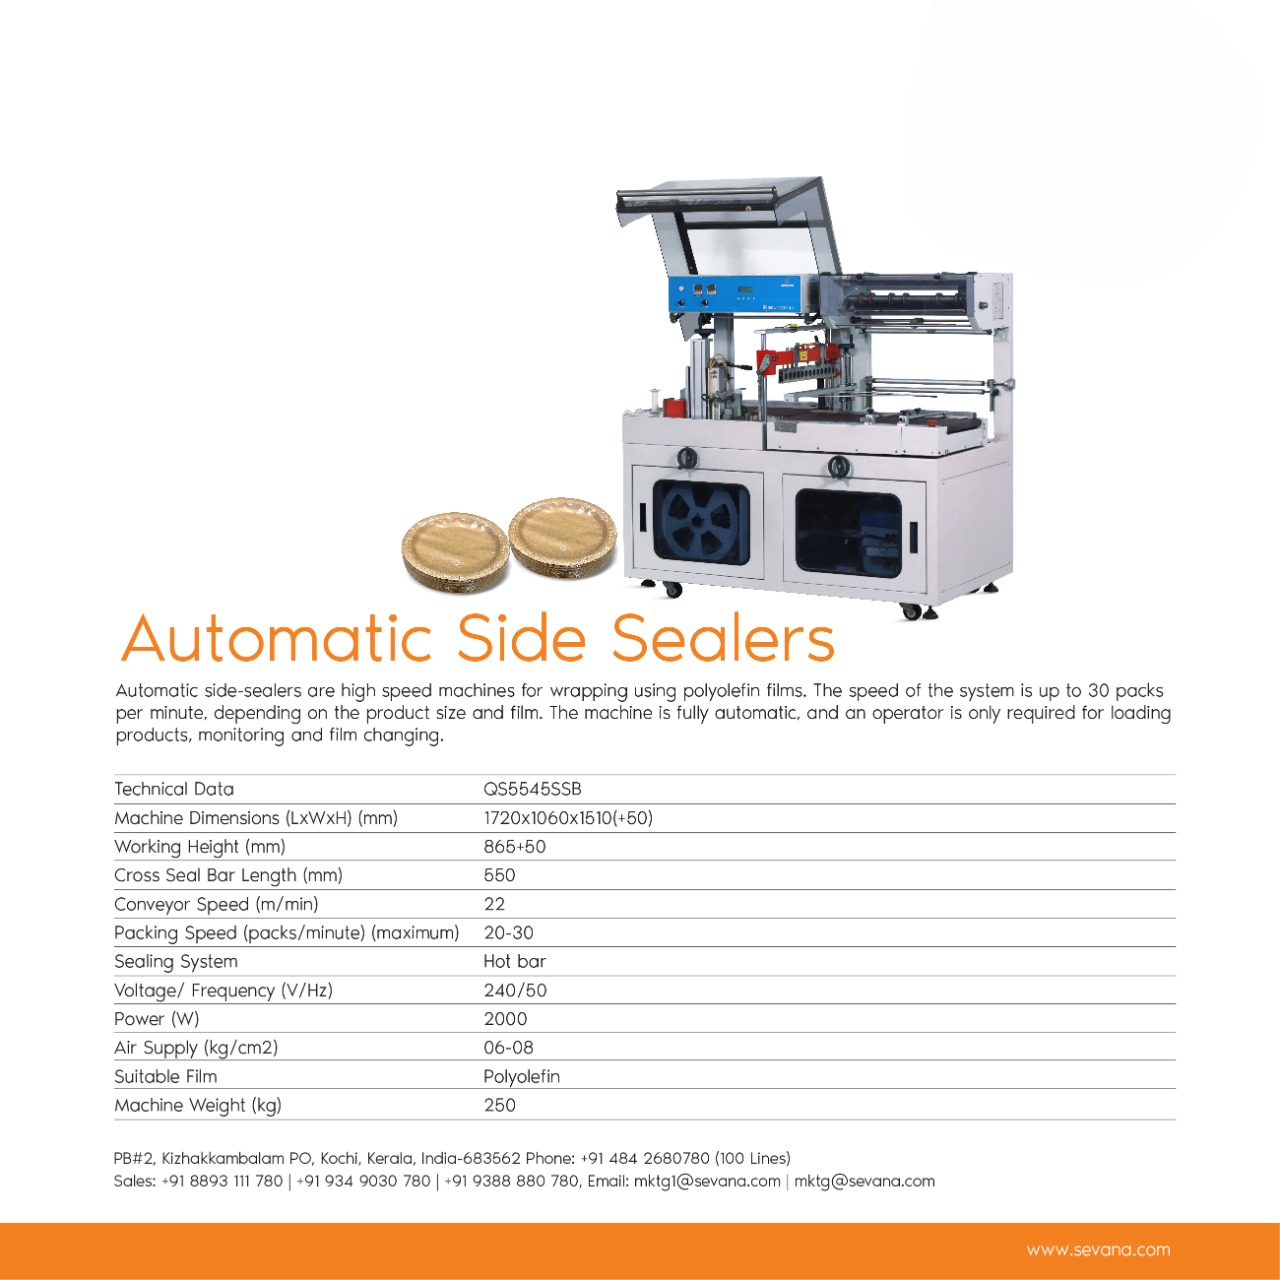 Automatic Side Sealers
Automatic side-sealers are high speed machines for wrapping using polyolefin films. The speed of the system is up to 30 packs
per minute, depending on the product size and film. The machine is fully automatic, and an operator is only required for loading
products, monitoring and film changing.
Technical Data QS5545SSB
Machine Dimensions (LxWxH) (mm) 1720x1060x1510(+50)
Working Height (mm) 865+50
Cross Seal Bar Length (mm) 550
Conveyor Speed (m/min) 22
Packing Speed (packs/minute) (maximum) 20-30
Sealing System Hot bar
Voltage/ Frequency (V/Hz) 240/50
Power (W) 2000
Air Supply (kg/cm2) 06-08
Suitable Film Polyolefin
Machine Weight (kg) 250
PB#2, Kizhakkambalam PO, Kochi, Kerala, India-683562 Phone: +91 484 2680780 (100 Lines)
Sales: +91 8893 111 780 | +91 934 9030 780 | +91 9388 880 780, Email: mktg1@sevana.com | mktg@sevana.com
www.sevana.com